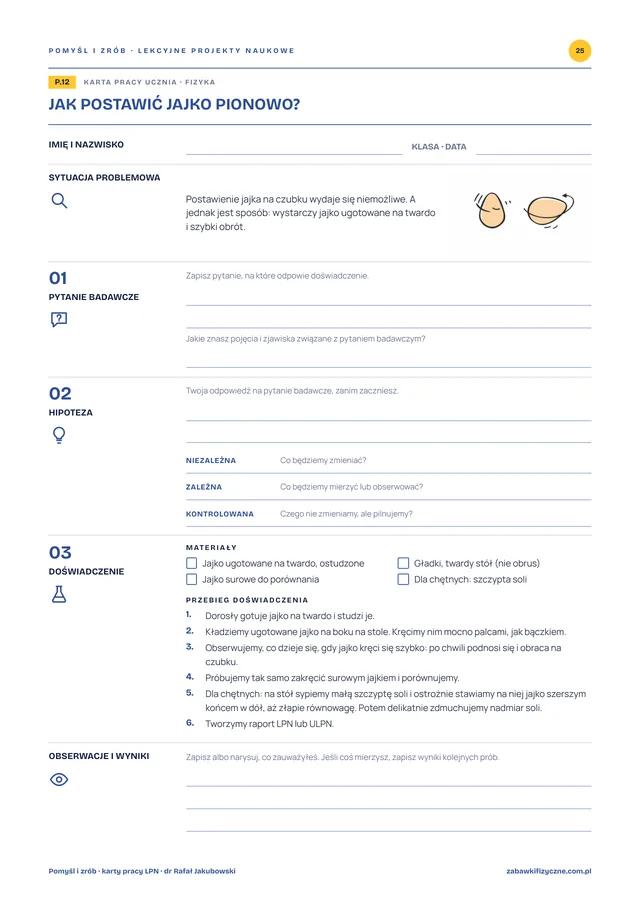 POMYŚL I ZRÓB · LEKCYJNE PROJEKTY NAUKOWE
25
P.12 KARTA PRACY UCZNIA · FIZYKA
JAK POSTAWIĆ JAJKO PIONOWO?
IMIĘ I NAZWISKO
KLASA · DATA
SYTUACJA PROBLEMOWA
Postawienie jajka na czubku wydaje się niemożliwe. A
jednak jest sposób: wystarczy jajko ugotowane na twardo
i szybki obrót.
01
PYTANIE BADAWCZE
Zapisz pytanie, na które odpowie doświadczenie.
Jakie znasz pojęcia i zjawiska związane z pytaniem badawczym?
02
HIPOTEZA
Twoja odpowiedź na pytanie badawcze, zanim zaczniesz.
NIEZALEŻNA Co będziemy zmieniać?
ZALEŻNA Co będziemy mierzyć lub obserwować?
KONTROLOWANA Czego nie zmieniamy, ale pilnujemy?
03
DOŚWIADCZENIE
MATERIAŁY
Jajko ugotowane na twardo, ostudzone
Gładki, twardy stół (nie obrus)
Jajko surowe do porównania
Dla chętnych: szczypta soli
PRZEBIEG DOŚWIADCZENIA
1. Dorosły gotuje jajko na twardo i studzi je.
2. Kładziemy ugotowane jajko na boku na stole. Kręcimy nim mocno palcami, jak bączkiem.
3. Obserwujemy, co dzieje się, gdy jajko kręci się szybko: po chwili podnosi się i obraca na
czubku.
4. Próbujemy tak samo zakręcić surowym jajkiem i porównujemy.
5. Dla chętnych: na stół sypiemy małą szczyptę soli i ostrożnie stawiamy na niej jajko szerszym
końcem w dół, aż złapie równowagę. Potem delikatnie zdmuchujemy nadmiar soli.
6. Tworzymy raport LPN lub ULPN.
OBSERWACJE I WYNIKI
Zapisz albo narysuj, co zauważyłeś. Jeśli coś mierzysz, zapisz wyniki kolejnych prób.
Pomyśl i zrób · karty pracy LPN · dr Rafał Jakubowski
zabawkifizyczne.com.pl